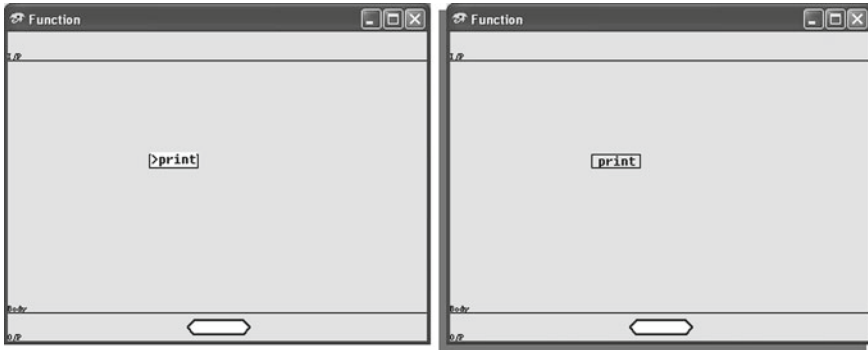 Function
I/P
>print
Body
O/P
Function
I/P
print
Body
O/P